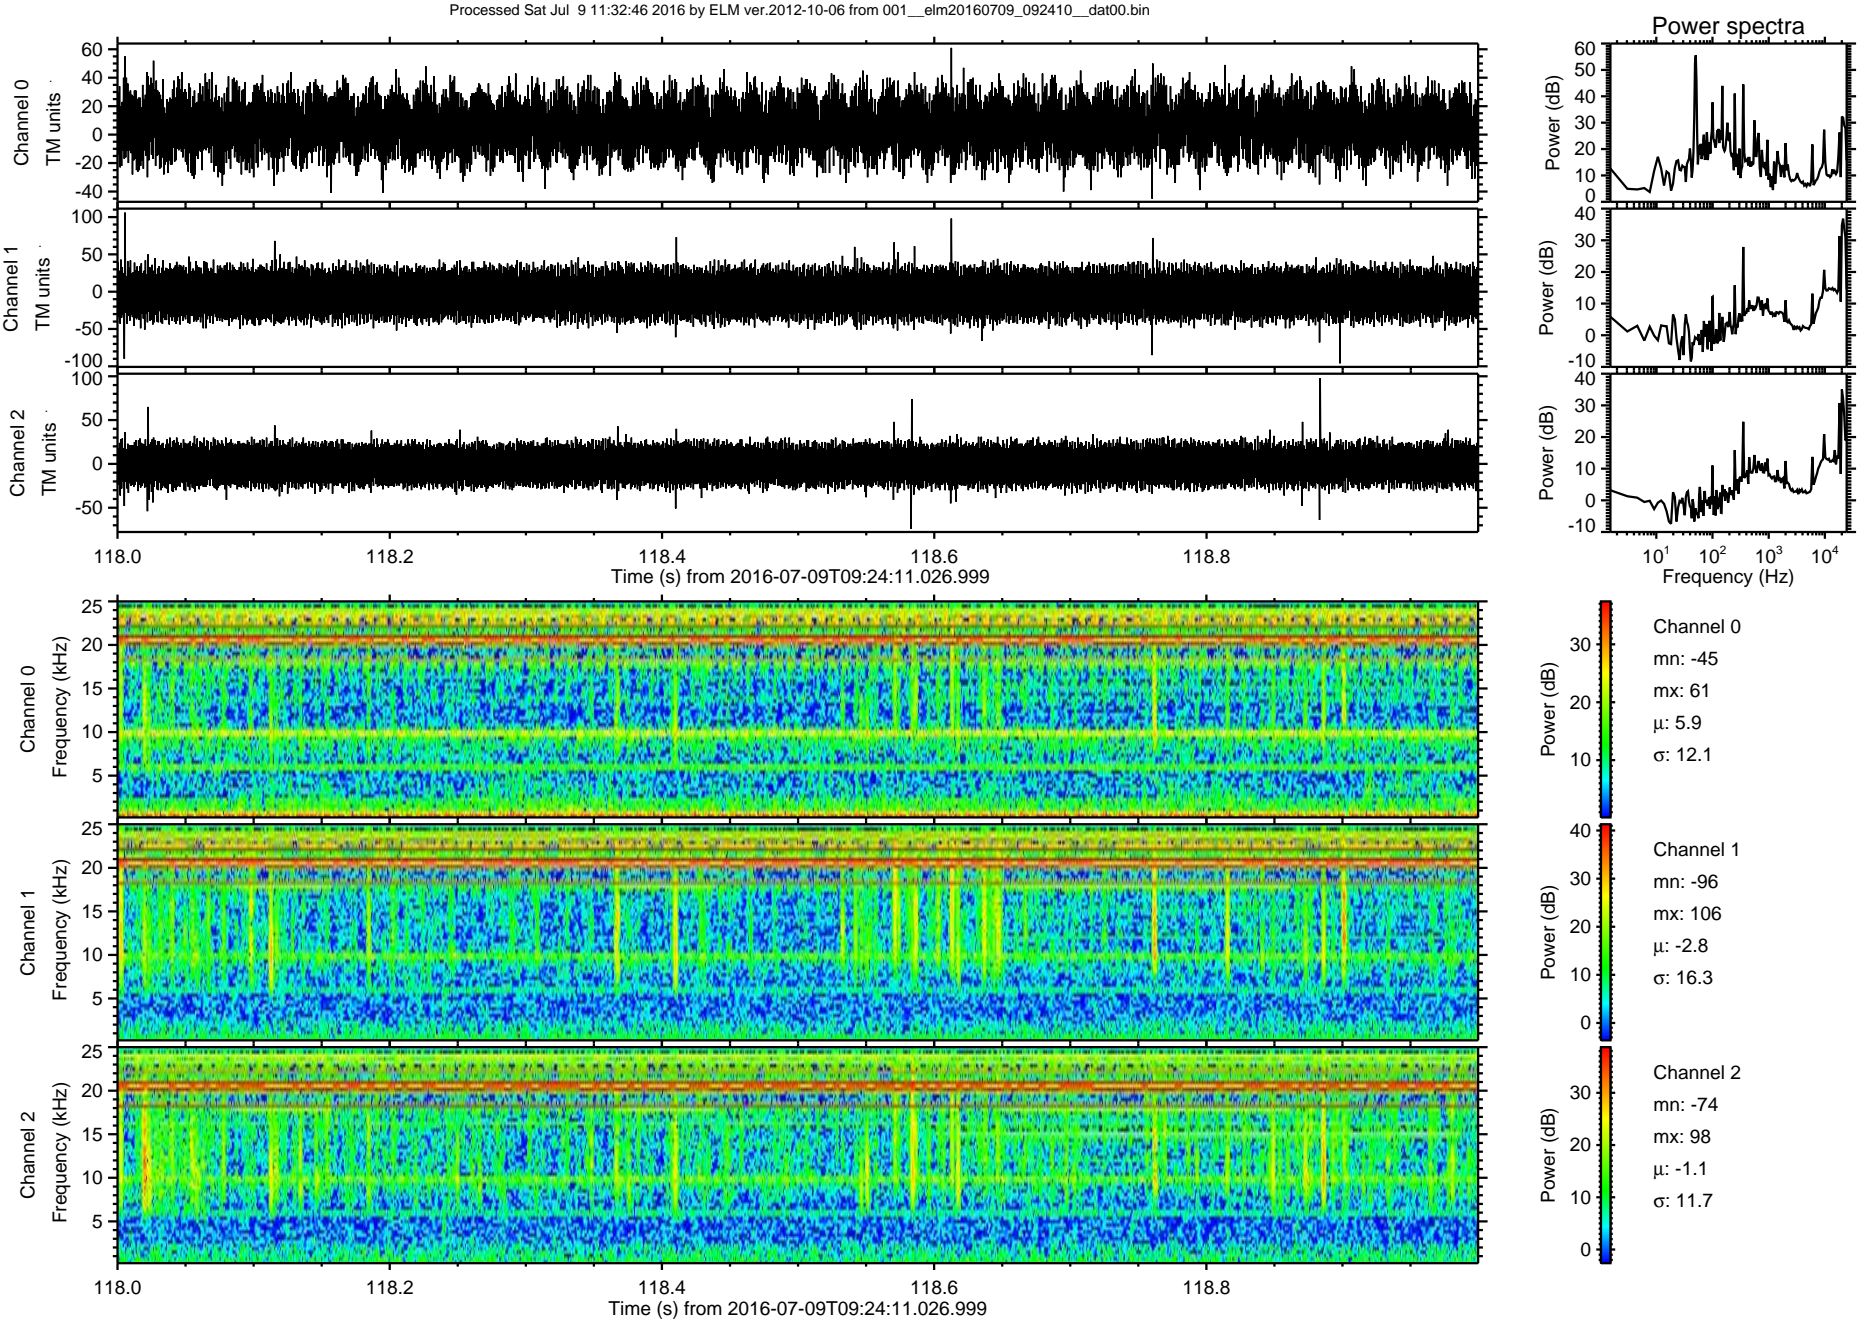 Processed Sat Jul  9 11:32:46 2016 by ELM ver.2012-10-06 from 001__elm20160709_092410__dat00.bin
Power spectra
Channel 0
TM units
60
40
20
0
-20
-40
Power (dB)
60
50
40
30
20
10
0
Channel 1
TM units
100
50
0
-50
-100
Power (dB)
40
30
20
10
0
-10
Channel 2
TM units
100
50
0
-50
Power (dB)
40
30
20
10
0
-10
118.0 118.2 118.4 118.6 118.8
Time (s) from 2016-07-09T09:24:11.026.999
10^1 10^2 10^3 10^4
Frequency (Hz)
Channel 0
Frequency (kHz)
25
20
15
10
5
Power (dB)
30
20
10
Channel 0
mn: -45
mx: 61
μ: 5.9
σ: 12.1
Channel 1
Frequency (kHz)
25
20
15
10
5
Power (dB)
40
30
20
10
0
Channel 1
mn: -96
mx: 106
μ: -2.8
σ: 16.3
Channel 2
Frequency (kHz)
25
20
15
10
5
Power (dB)
30
20
10
0
Channel 2
mn: -74
mx: 98
μ: -1.1
σ: 11.7
118.0 118.2 118.4 118.6 118.8
Time (s) from 2016-07-09T09:24:11.026.999